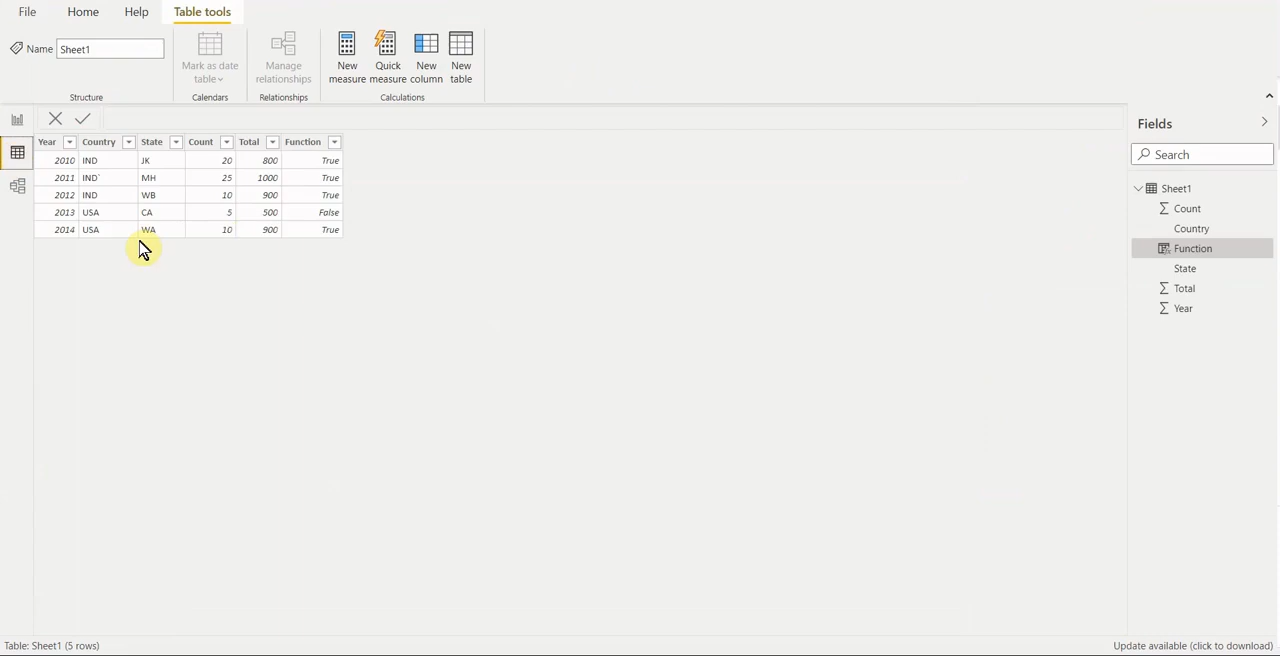 File Home Help Table tools
Name Sheet1
Mark as date table
Manage relationships
New measure
Quick measure
New column
New table
Structure Calendars Relationships Calculations
Year Country State Count Total Function
2010 IND JK 20 800 True
2011 IND` MH 25 1000 True
2012 IND WB 10 900 True
2013 USA CA 5 500 False
2014 USA WA 10 900 True
Fields
Search
Sheet1
Count
Country
Function
State
Total
Year
Table: Sheet1 (5 rows) Update available (click to download)